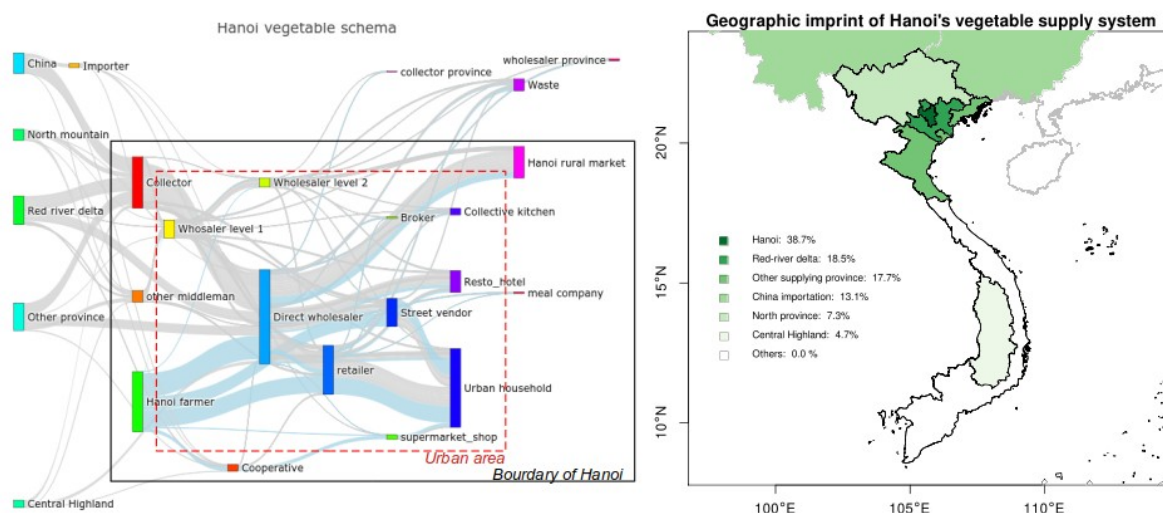 Hanoi vegetable schema
China
Importer
collector province
wholesaler province
Waste
North mountain
Collector
Wholesaler level 2
Hanoi rural market
Red river delta
Whosaler level 1
Broker
Collective kitchen
other middleman
Resto_hotel
meal company
Other province
Direct wholesaler
Street vendor
retailer
Urban household
Hanoi farmer
supermarket_shop
Urban area
Cooperative
Bourdary of Hanoi
Central Highland
Geographic imprint of Hanoi's vegetable supply system
20°N
15°N
10°N
Hanoi: 38.7%
Red-river delta: 18.5%
Other supplying province: 17.7%
China importation: 13.1%
North province: 7.3%
Central Highland: 4.7%
Others: 0.0 %
100°E
105°E
110°E